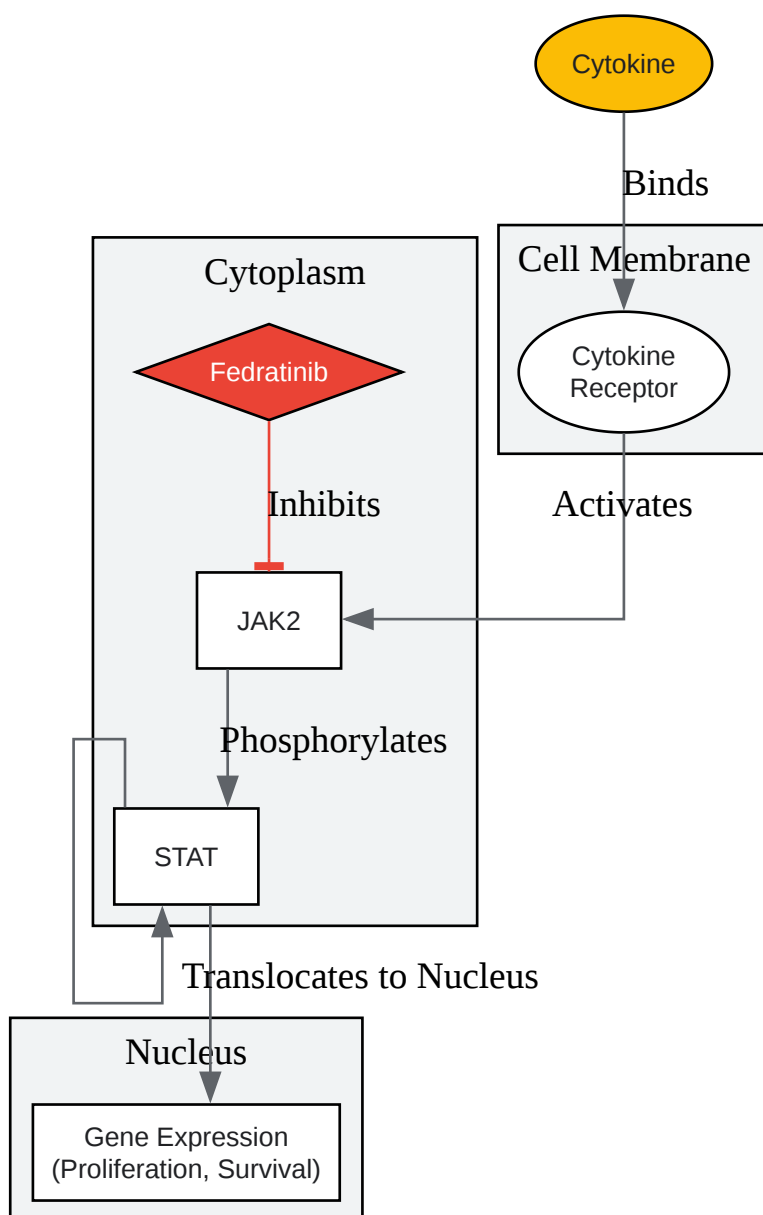 Cytokine
Binds
Cell Membrane
Cytoplasm
Cytokine
Receptor
Fedratinib
Inhibits
Activates
JAK2
Phosphorylates
STAT
Translocates to Nucleus
Nucleus
Gene Expression
(Proliferation, Survival)